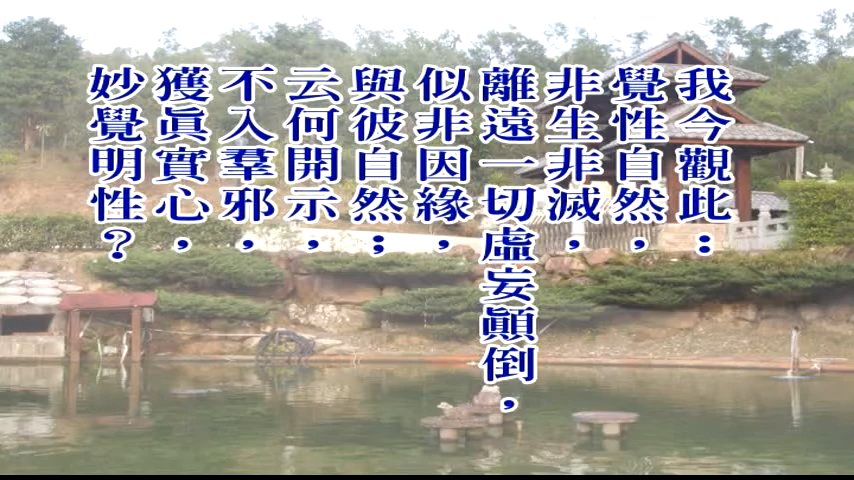 我今觀此：
覺性自然，
非生非滅，
離遠一切虛妄顚倒，
似非因緣，
與彼自然；
云何開示，
不入羣邪，
獲眞實心，
妙覺明性？